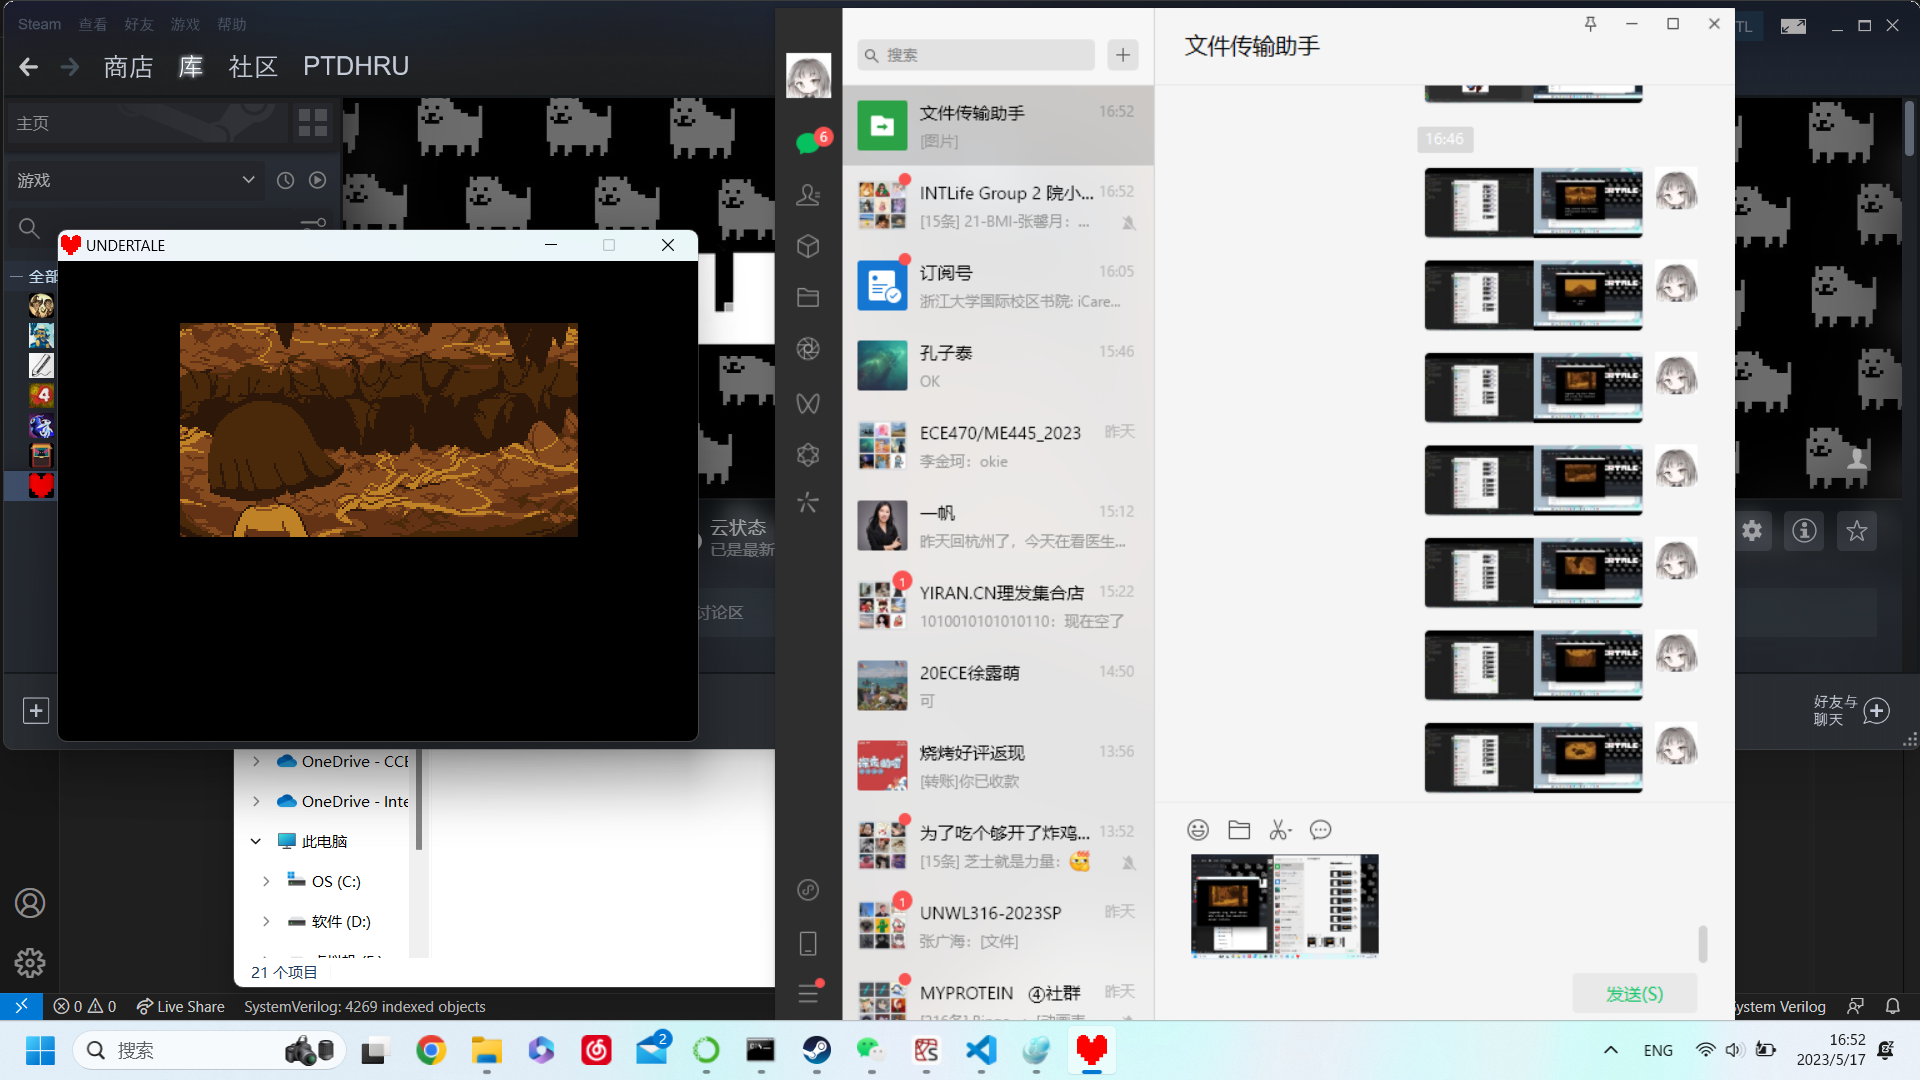 Steam 查看 好友 游戏 帮助
商店 库 社区 PTDHRU
主页
游戏
全部
UNDERTALE
云状态
已是最新
讨论区
好友与
聊天
OneDrive - CCE
OneDrive - Inte
此电脑
OS (C:)
软件 (D:)
21 个项目
0 0 Live Share SystemVerilog: 4269 indexed objects
搜索
6
文件传输助手 16:52
[图片]
INTLife Group 2 院小... 16:52
[15条] 21-BMI-张馨月: ...
订阅号 16:05
浙江大学国际校区书院: iCare...
孔子泰 15:46
OK
ECE470/ME445_2023 昨天
李金珂: okie
一帆 15:12
昨天回杭州了，今天在看医生...
1
YIRAN.CN理发集合店 15:22
1010010101010110: 现在空了
20ECE徐露萌 14:50
可
烧烤好评返现 13:56
[转账]你已收款
为了吃个够开了炸鸡... 13:52
[15条] 芝士就是力量:
1
UNWL316-2023SP 昨天
张广海: [文件]
MYPROTEIN ④社群 昨天
文件传输助手
16:46
发送(S)
TL
System Verilog
搜索
2
ENG
16:52
2023/5/17